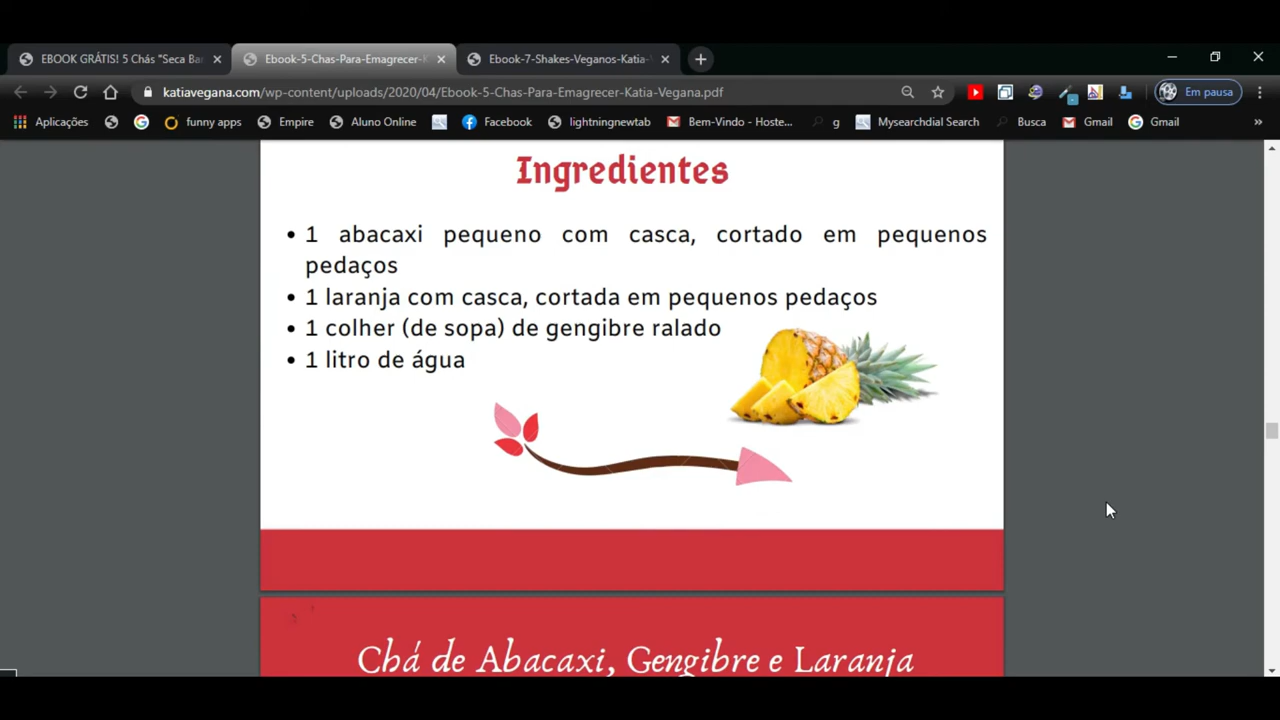 EBOOK GRÁTIS! 5 Chás "Seca Bar
Ebook-5-Chas-Para-Emagrecer-K
Ebook-7-Shakes-Veganos-Katia-V
katiavegana.com/wp-content/uploads/2020/04/Ebook-5-Chas-Para-Emagrecer-Katia-Vegana.pdf
Em pausa
Aplicações
funny apps
Empire
Aluno Online
Facebook
lightningnewtab
Bem-Vindo - Hoste...
g
Mysearchdial Search
Busca
Gmail
Gmail
Ingredientes
• 1 abacaxi pequeno com casca, cortado em pequenos
pedaços
• 1 laranja com casca, cortada em pequenos pedaços
• 1 colher (de sopa) de gengibre ralado
• 1 litro de água
Chá de Abacaxi, Gengibre e Laranja